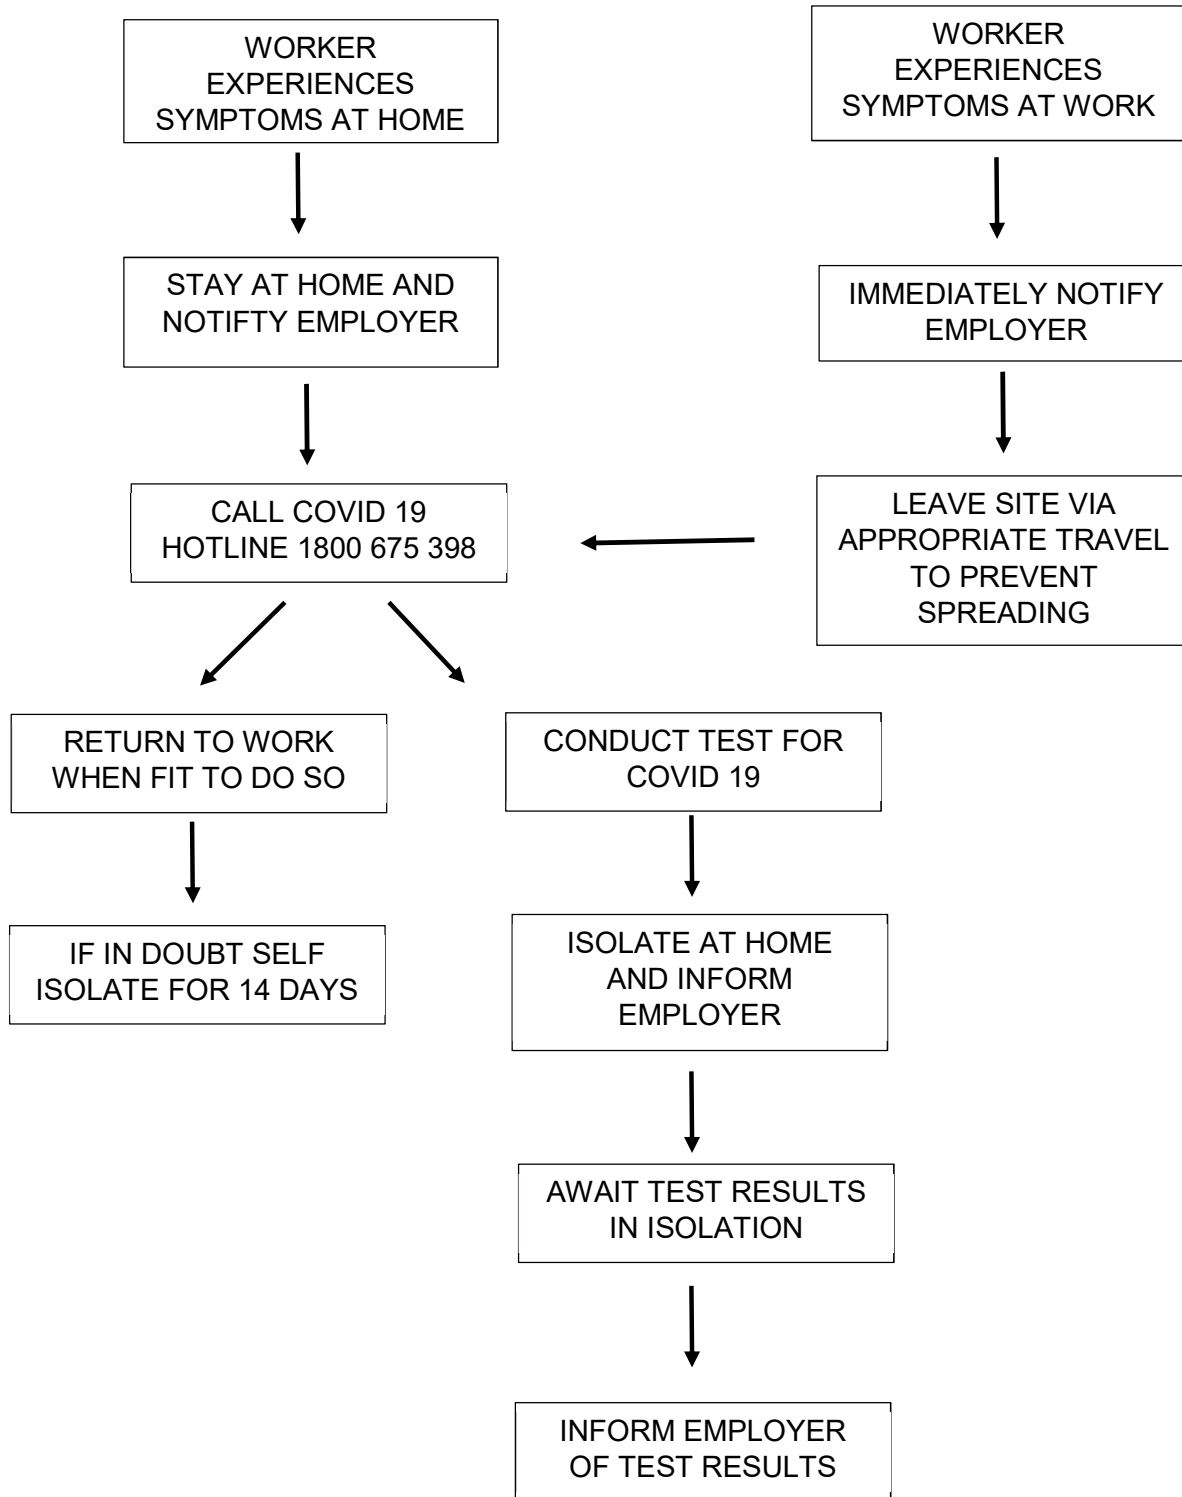 WORKER
EXPERIENCES
SYMPTOMS AT HOME
WORKER
EXPERIENCES
SYMPTOMS AT WORK
STAY AT HOME AND
NOTIFTY EMPLOYER
IMMEDIATELY NOTIFY
EMPLOYER
CALL COVID 19
HOTLINE 1800 675 398
LEAVE SITE VIA
APPROPRIATE TRAVEL
TO PREVENT
SPREADING
RETURN TO WORK
WHEN FIT TO DO SO
CONDUCT TEST FOR
COVID 19
IF IN DOUBT SELF
ISOLATE FOR 14 DAYS
ISOLATE AT HOME
AND INFORM
EMPLOYER
AWAIT TEST RESULTS
IN ISOLATION
INFORM EMPLOYER
OF TEST RESULTS